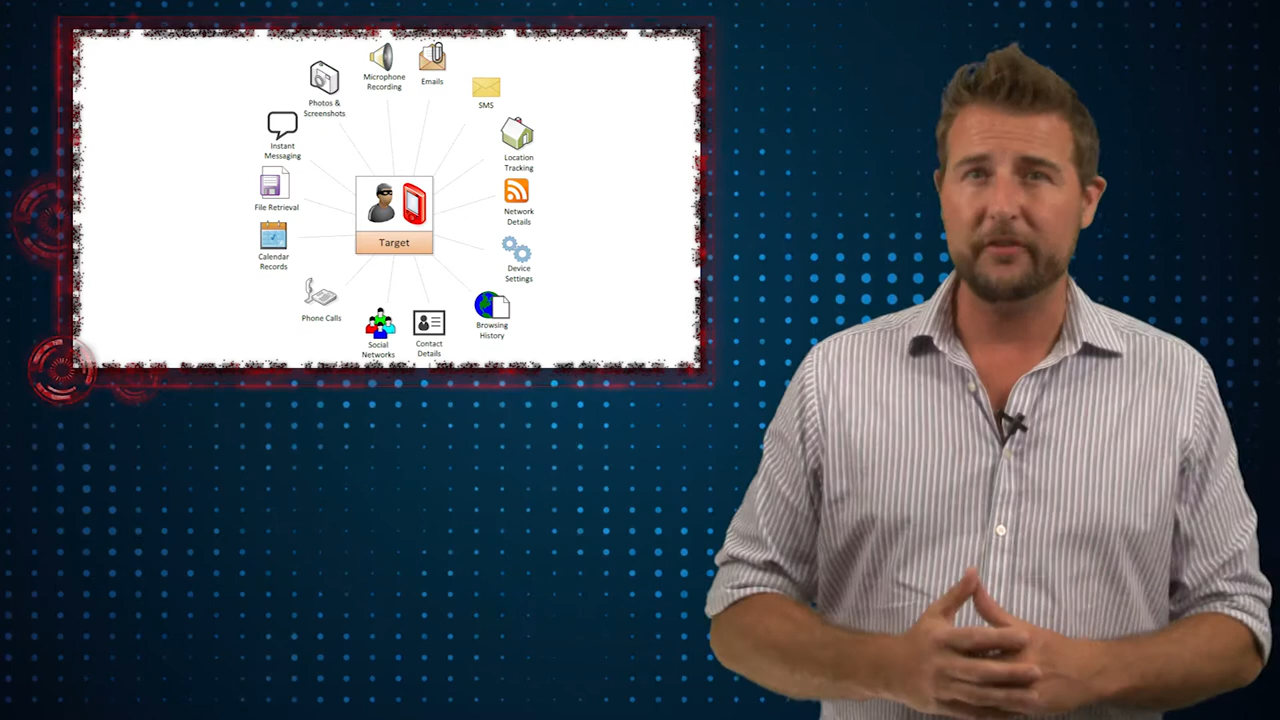 Microphone
Recording
Emails
Photos &
Screenshots
SMS
Instant
Messaging
Location
Tracking
File Retrieval
Network
Details
Target
Calendar
Records
Device
Settings
Phone Calls
Browsing
History
Social
Networks
Contact
Details